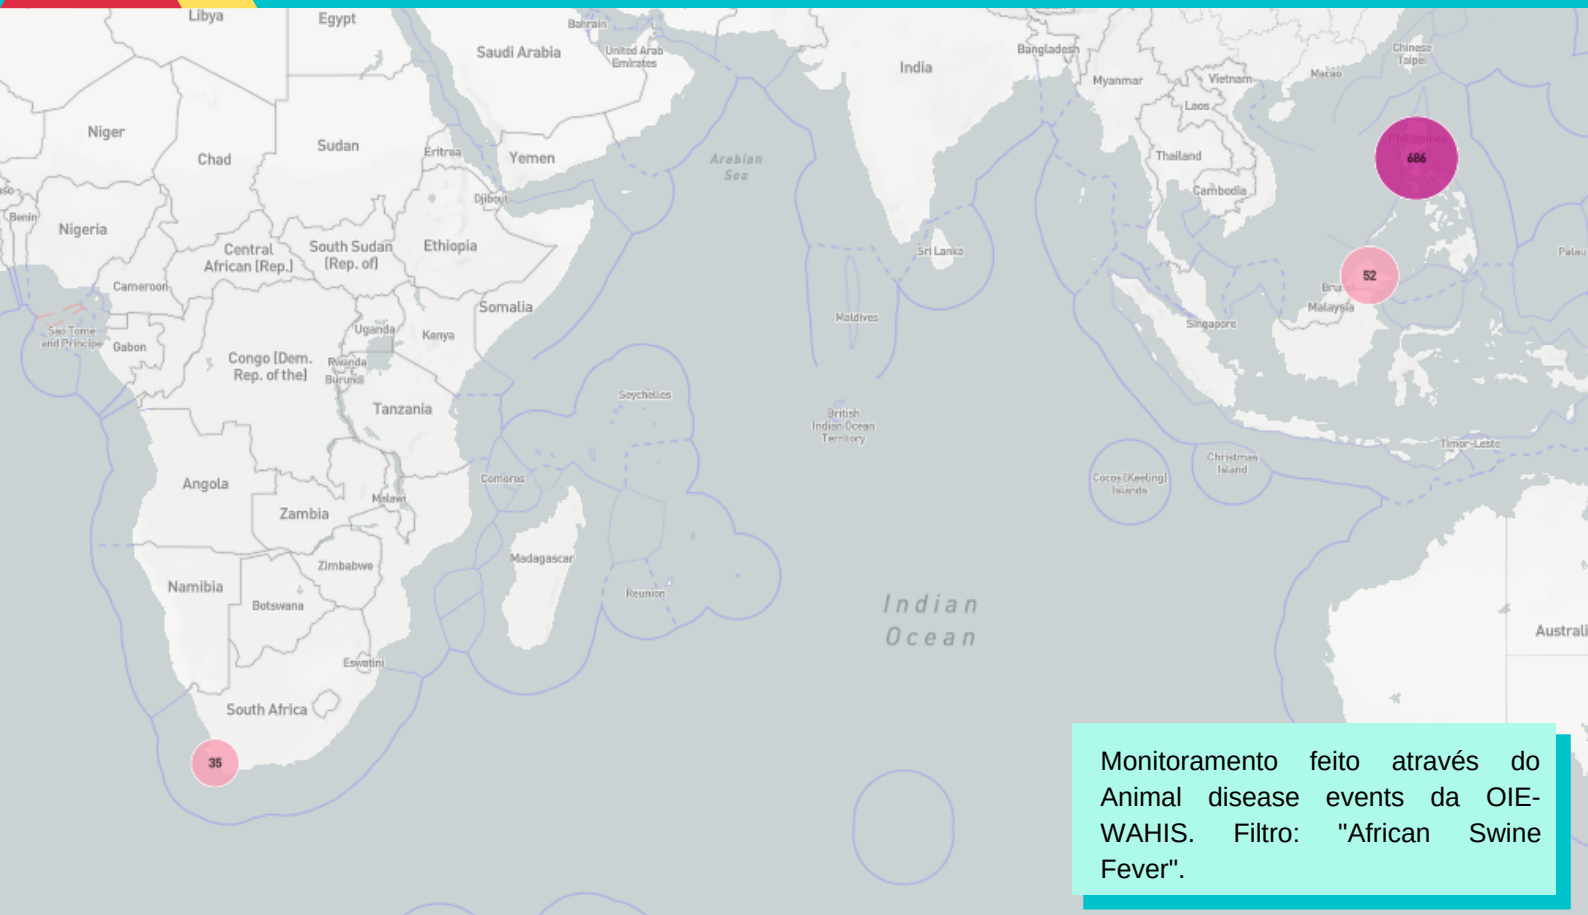 Libya
Egypt
Bahrain
Saudi Arabia
United Arab
Emirates
India
Bangladesh
Myanmar
Vietnam
Macao
Chinese
Taipei
Laos
Niger
Chad
Sudan
Eritrea
Yemen
Arabian
Sea
Thailand
Cambodia
Philippines
686
Benin
Nigeria
Central
African (Rep.)
South Sudan
(Rep. of)
Ethiopia
Djibouti
Sri Lanka
Palau
Cameroon
Somalia
52
Malaysia
Singapore
Maldives
Sao Tome
and Principe
Gabon
Congo (Dem.
Rep. of the)
Uganda
Kenya
Rwanda
Burundi
Tanzania
Seychelles
British
Indian Ocean
Territory
Timor-Leste
Angola
Zambia
Malawi
Comoros
Cocos (Keeling)
Islands
Christmas
Island
Madagascar
Zimbabwe
Namibia
Botswana
Reunion
Indian
Ocean
Australi
Eswatini
South Africa
35
Monitoramento feito através do
Animal disease events da OIE-
WAHIS. Filtro: "African Swine
Fever".